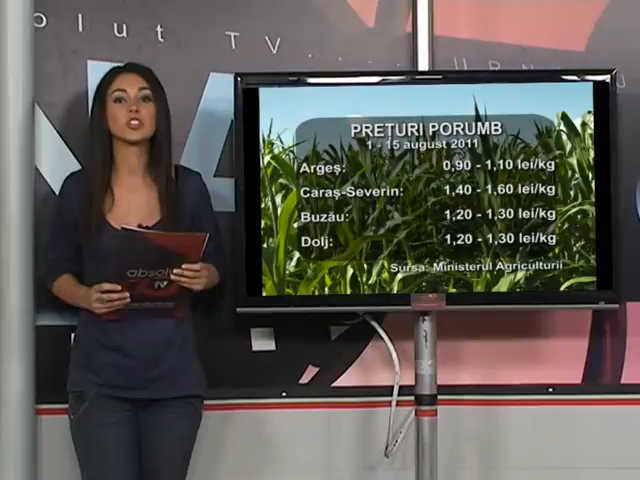 olut TV......
PREȚURI PORUMB
1 - 15 august 2011
Argeș: 0,90 - 1,10 lei/kg
Caraș-Severin: 1,40 - 1,60 lei/kg
Buzău: 1,20 - 1,30 lei/kg
Dolj: 1,20 - 1,30 lei/kg
Sursa: Ministerul Agriculturii
absolut
TV